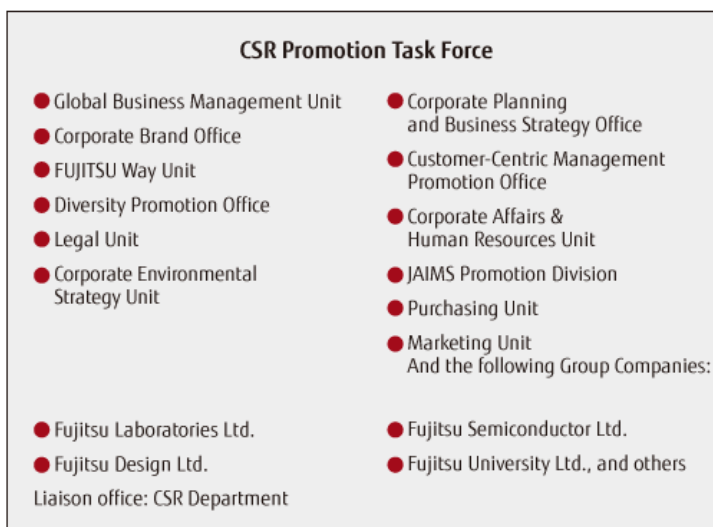 CSR Promotion Task Force
Global Business Management Unit
Corporate Brand Office
FUJITSU Way Unit
Diversity Promotion Office
Legal Unit
Corporate Environmental
Strategy Unit
Corporate Planning
and Business Strategy Office
Customer-Centric Management
Promotion Office
Corporate Affairs &
Human Resources Unit
JAIMS Promotion Division
Purchasing Unit
Marketing Unit
And the following Group Companies:
Fujitsu Laboratories Ltd.
Fujitsu Design Ltd.
Fujitsu Semiconductor Ltd.
Fujitsu University Ltd., and others
Liaison office: CSR Department